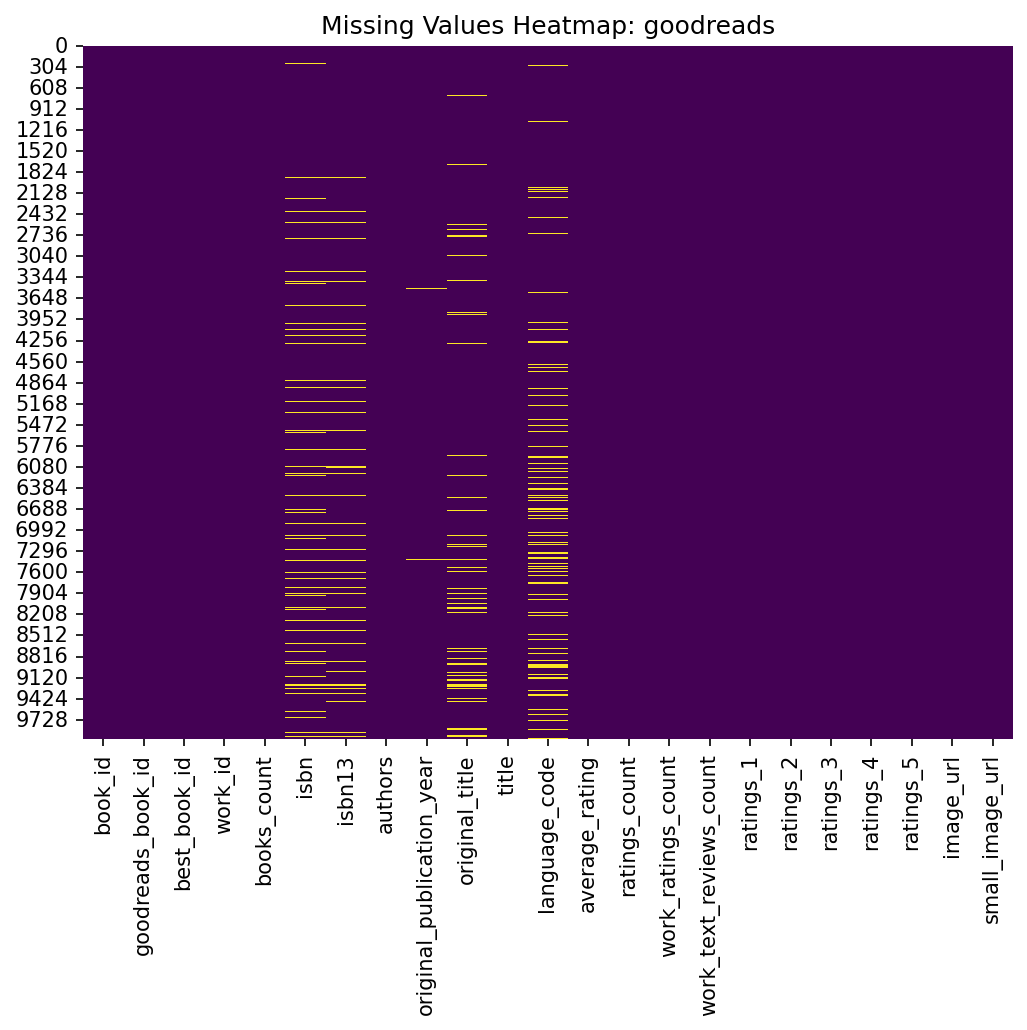 Missing Values Heatmap: goodreads
0
304
608
912
1216
1520
1824
2128
2432
2736
3040
3344
3648
3952
4256
4560
4864
5168
5472
5776
6080
6384
6688
6992
7296
7600
7904
8208
8512
8816
9120
9424
9728
book_id
goodreads_book_id
best_book_id
work_id
books_count
isbn
isbn13
authors
original_publication_year
original_title
title
language_code
average_rating
ratings_count
work_ratings_count
work_text_reviews_count
ratings_1
ratings_2
ratings_3
ratings_4
ratings_5
image_url
small_image_url